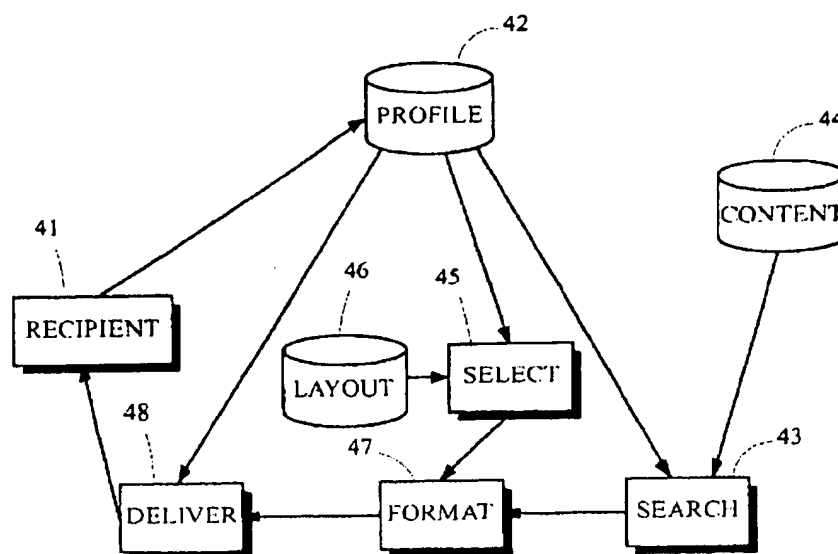 42
PROFILE
44
CONTENT
41
RECIPIENT
46
45
LAYOUT
SELECT
48
47
43
DELIVER
FORMAT
SEARCH